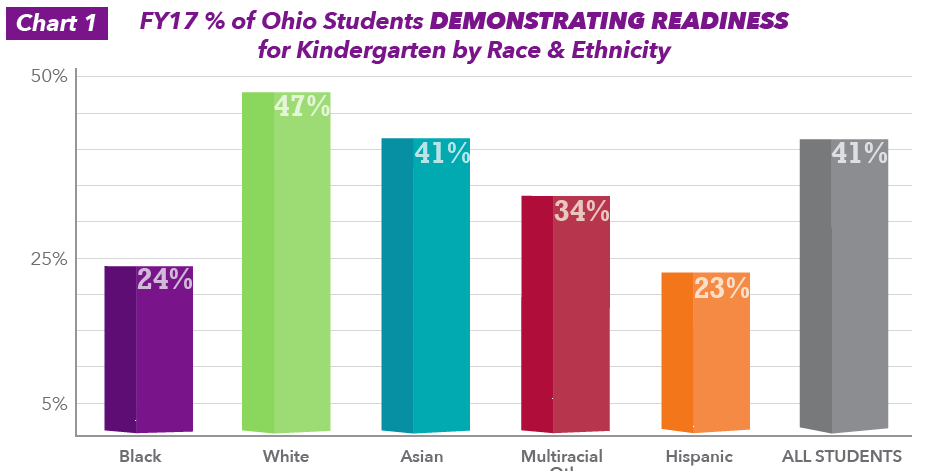 Chart 1
FY17 % of Ohio Students DEMONSTRATING READINESS
for Kindergarten by Race & Ethnicity
50%
25%
5%
24%
47%
41%
34%
23%
41%
Black
White
Asian
Multiracial
Hispanic
ALL STUDENTS